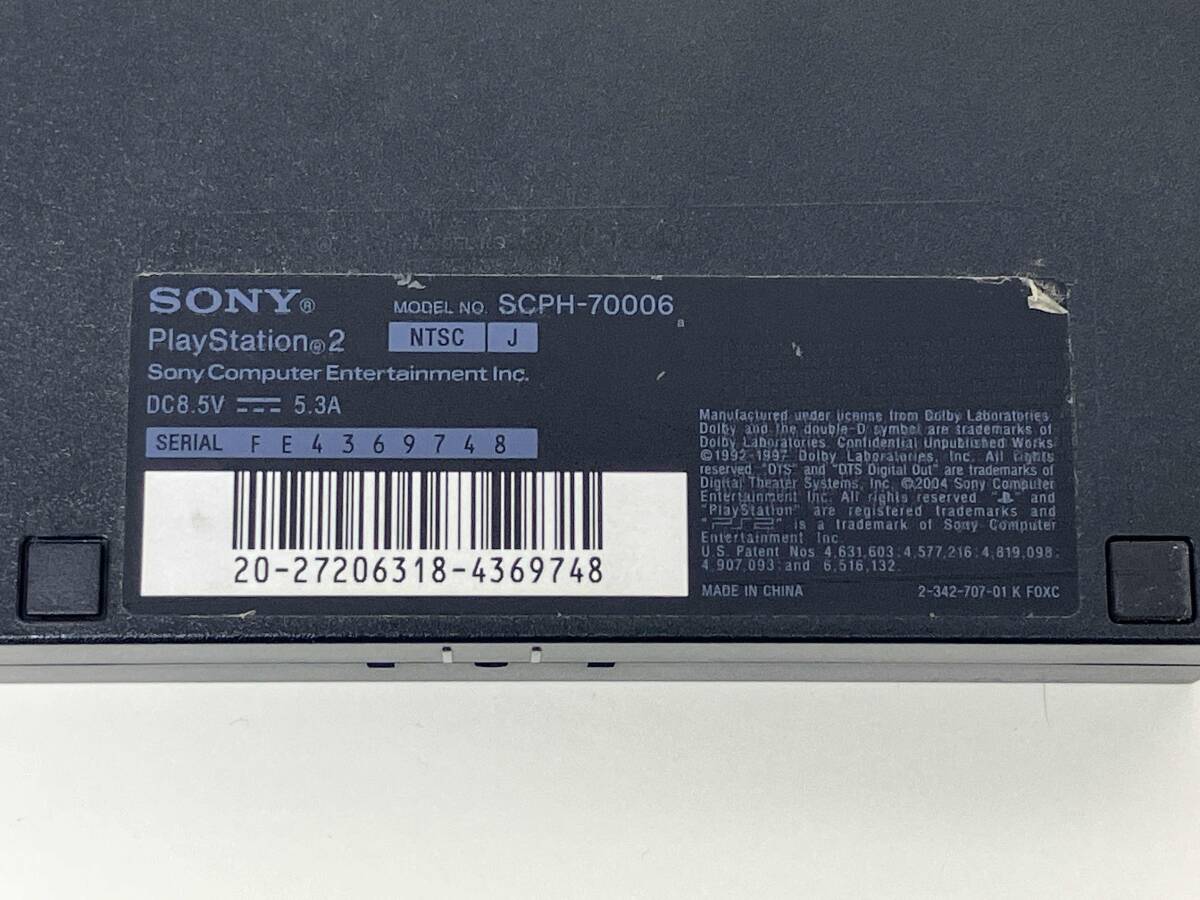 SONY®
MODEL NO. SCPH-70006 a
PlayStation®2
NTSC J
Sony Computer Entertainment Inc.
DC8.5V 5.3A
SERIAL FE4369748
20-27206318-4369748
Manufactured under license from Dolby Laboratories.
Dolby and the double-D symbol are trademarks of
Dolby Laboratories. Confidential Unpublished Works
©1992-1997 Dolby Laboratories, Inc. All rights
reserved. "DTS" and "DTS Digital Out" are trademarks of
Digital Theater Systems, Inc. ©2004 Sony Computer
Entertainment Inc. All rights reserved. " " and
"PlayStation" are registered trademarks and
"PS2" is a trademark of Sony Computer
Entertainment Inc.
U.S. Patent Nos 4,631,603; 4,577,216; 4,819,098;
4,907,093; and 6,516,132.
MADE IN CHINA
2-342-707-01 K FOXC